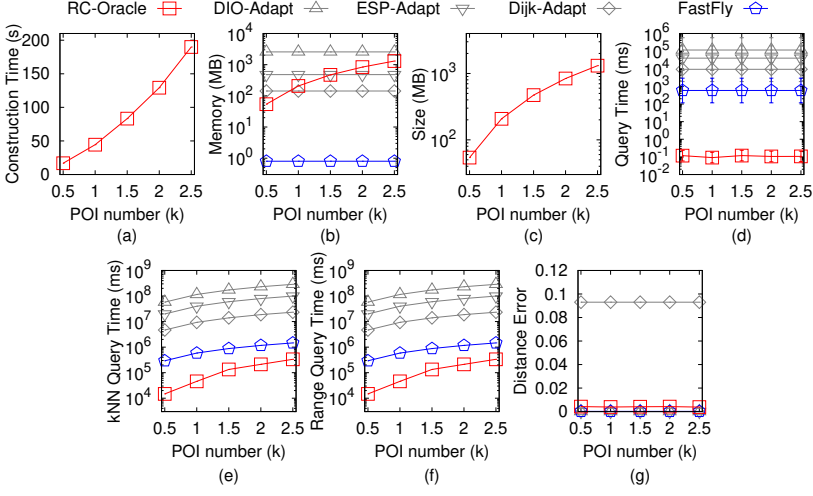 RC-Oracle DIO-Adapt ESP-Adapt Dijk-Adapt FastFly
Construction Time (s)
200
150
100
50
0
0.5 1 1.5 2 2.5
POI number (k)
(a)
Memory (MB)
10^4
10^3
10^2
10^1
10^0
0.5 1 1.5 2 2.5
POI number (k)
(b)
Size (MB)
10^3
10^2
0.5 1 1.5 2 2.5
POI number (k)
(c)
Query Time (ms)
10^6
10^5
10^4
10^3
10^2
10^1
10^0
10^-1
10^-2
0.5 1 1.5 2 2.5
POI number (k)
(d)
kNN Query Time (ms)
10^9
10^8
10^7
10^6
10^5
10^4
0.5 1 1.5 2 2.5
POI number (k)
(e)
Range Query Time (ms)
10^9
10^8
10^7
10^6
10^5
10^4
0.5 1 1.5 2 2.5
POI number (k)
(f)
Distance Error
0.12
0.1
0.08
0.06
0.04
0.02
0
0.5 1 1.5 2 2.5
POI number (k)
(g)